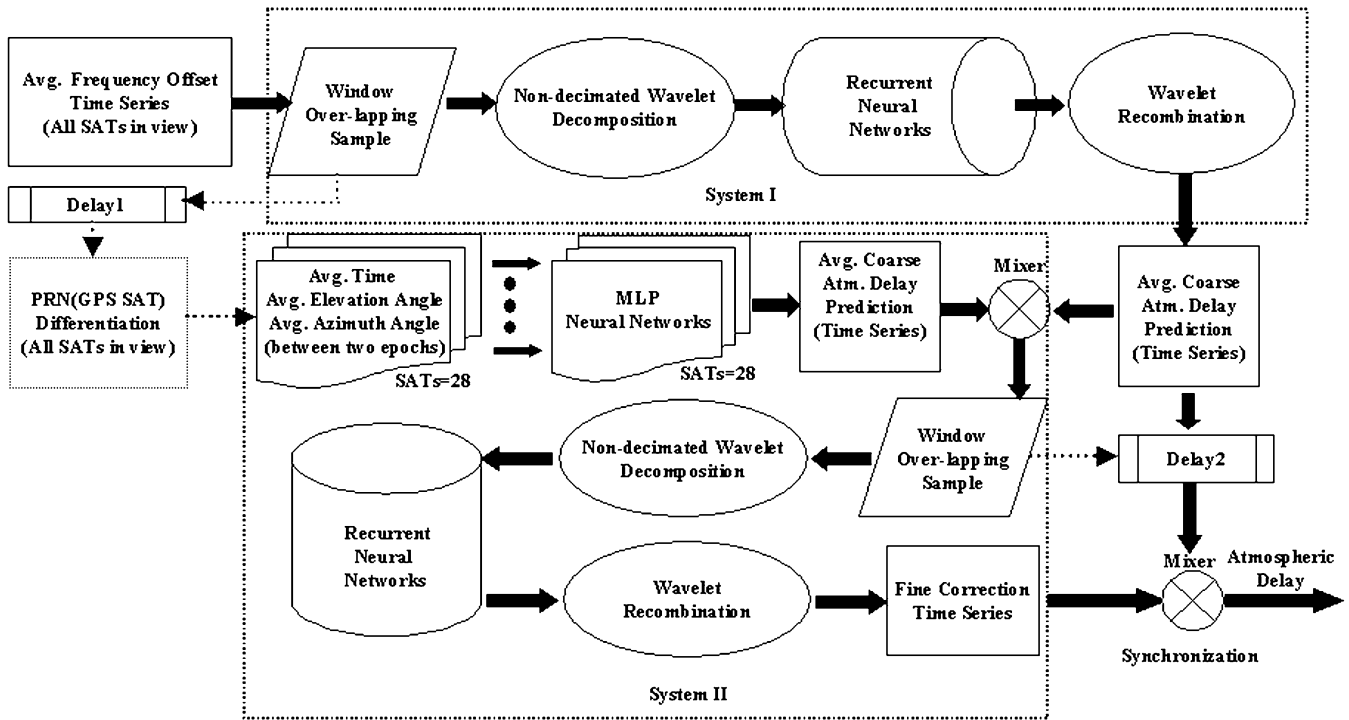 Avg. Frequency Offset
Time Series
(All SATs in view)
Window
Over-lapping
Sample
Non-decimated Wavelet
Decomposition
Recurrent
Neural
Networks
Wavelet
Recombination
System I
Delay1
PRN(GPS SAT)
Differentiation
(All SATs in view)
Avg. Time
Avg. Elevation Angle
Avg. Azimuth Angle
(between two epochs)
SATs=28
MLP
Neural Networks
SATs=28
Avg. Coarse
Atm. Delay
Prediction
(Time Series)
Mixer
Avg. Coarse
Atm. Delay
Prediction
(Time Series)
Non-decimated Wavelet
Decomposition
Window
Over-lapping
Sample
Delay2
Recurrent
Neural
Networks
Wavelet
Recombination
Fine Correction
Time Series
Mixer
Atmospheric
Delay
Synchronization
System II